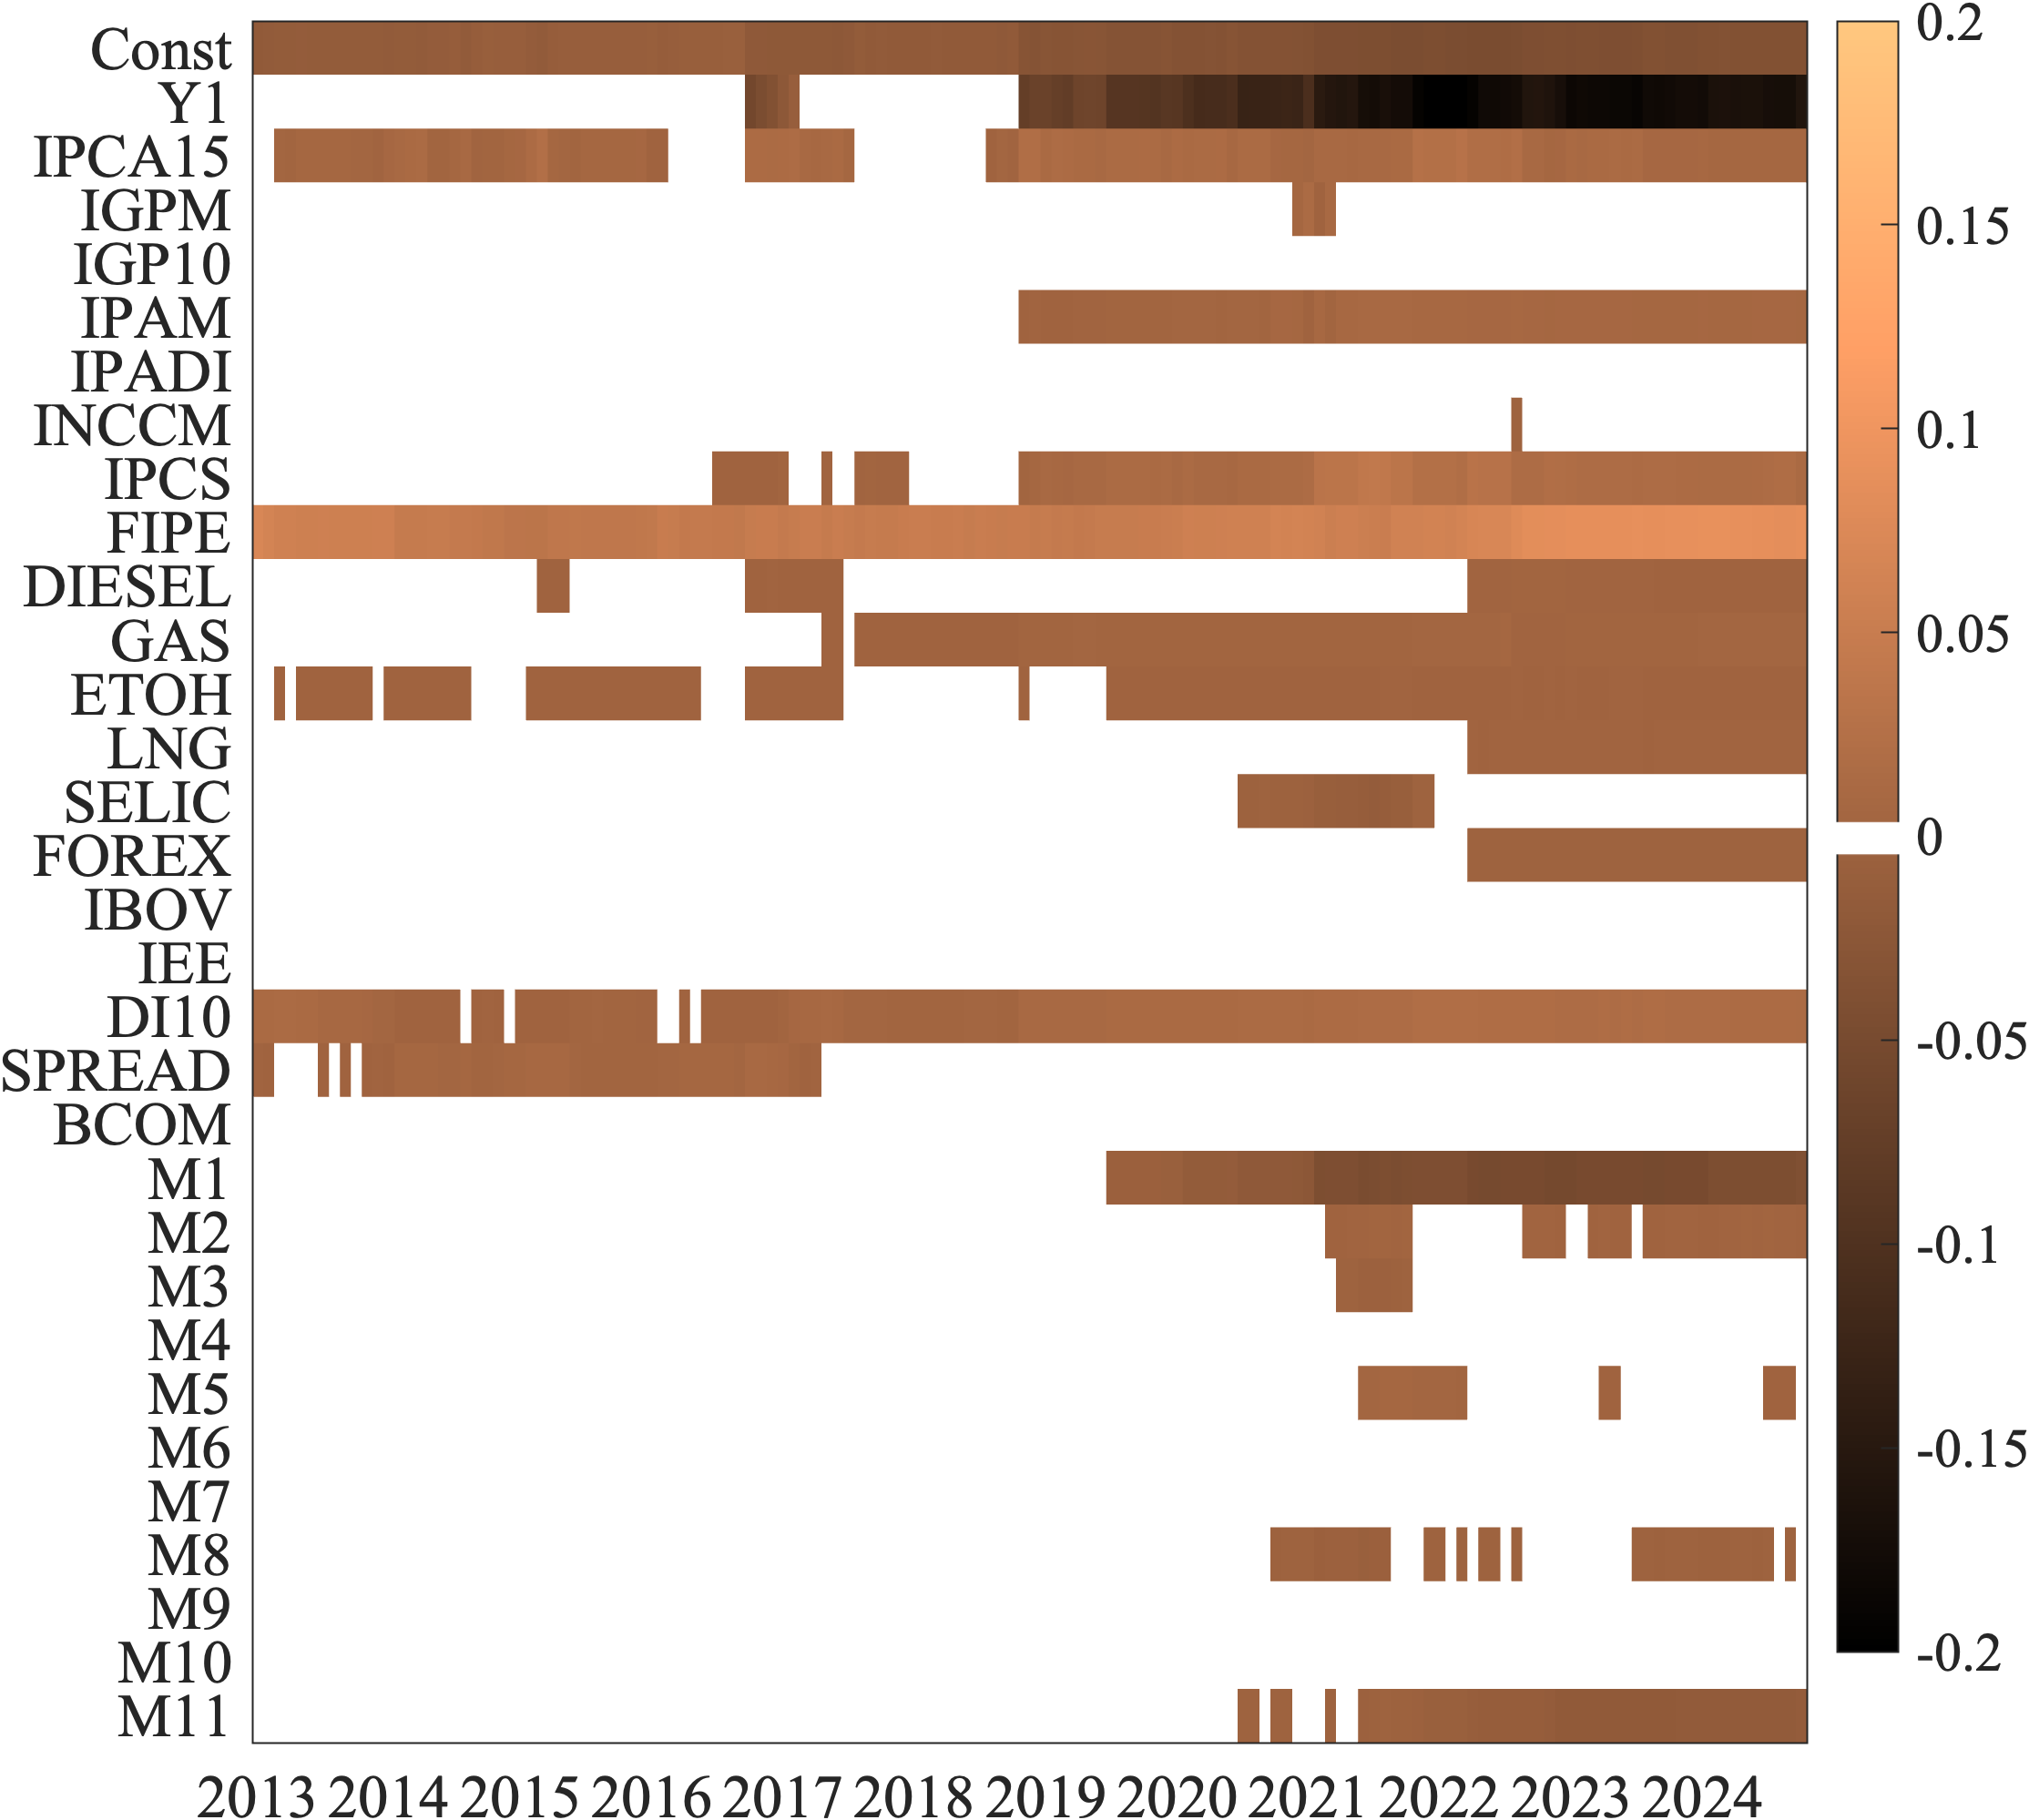 Const
Y1
IPCA15
IGPM
IGP10
IPAM
IPADI
INCCM
IPCS
FIPE
DIESEL
GAS
ETOH
LNG
SELIC
FOREX
IBOV
IEE
DI10
SPREAD
BCOM
M1
M2
M3
M4
M5
M6
M7
M8
M9
M10
M11
2013 2014 2015 2016 2017 2018 2019 2020 2021 2022 2023 2024
0.2
0.15
0.1
0.05
0
-0.05
-0.1
-0.15
-0.2